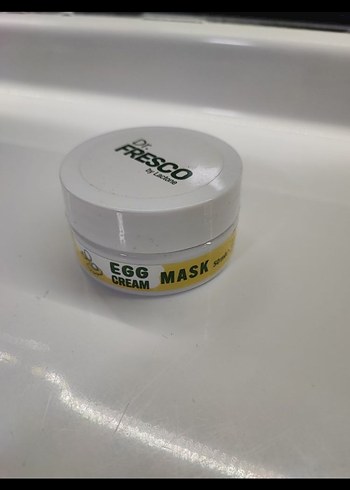 Dr.
FRESCO
by Lactone
EGG
CREAM
MASK